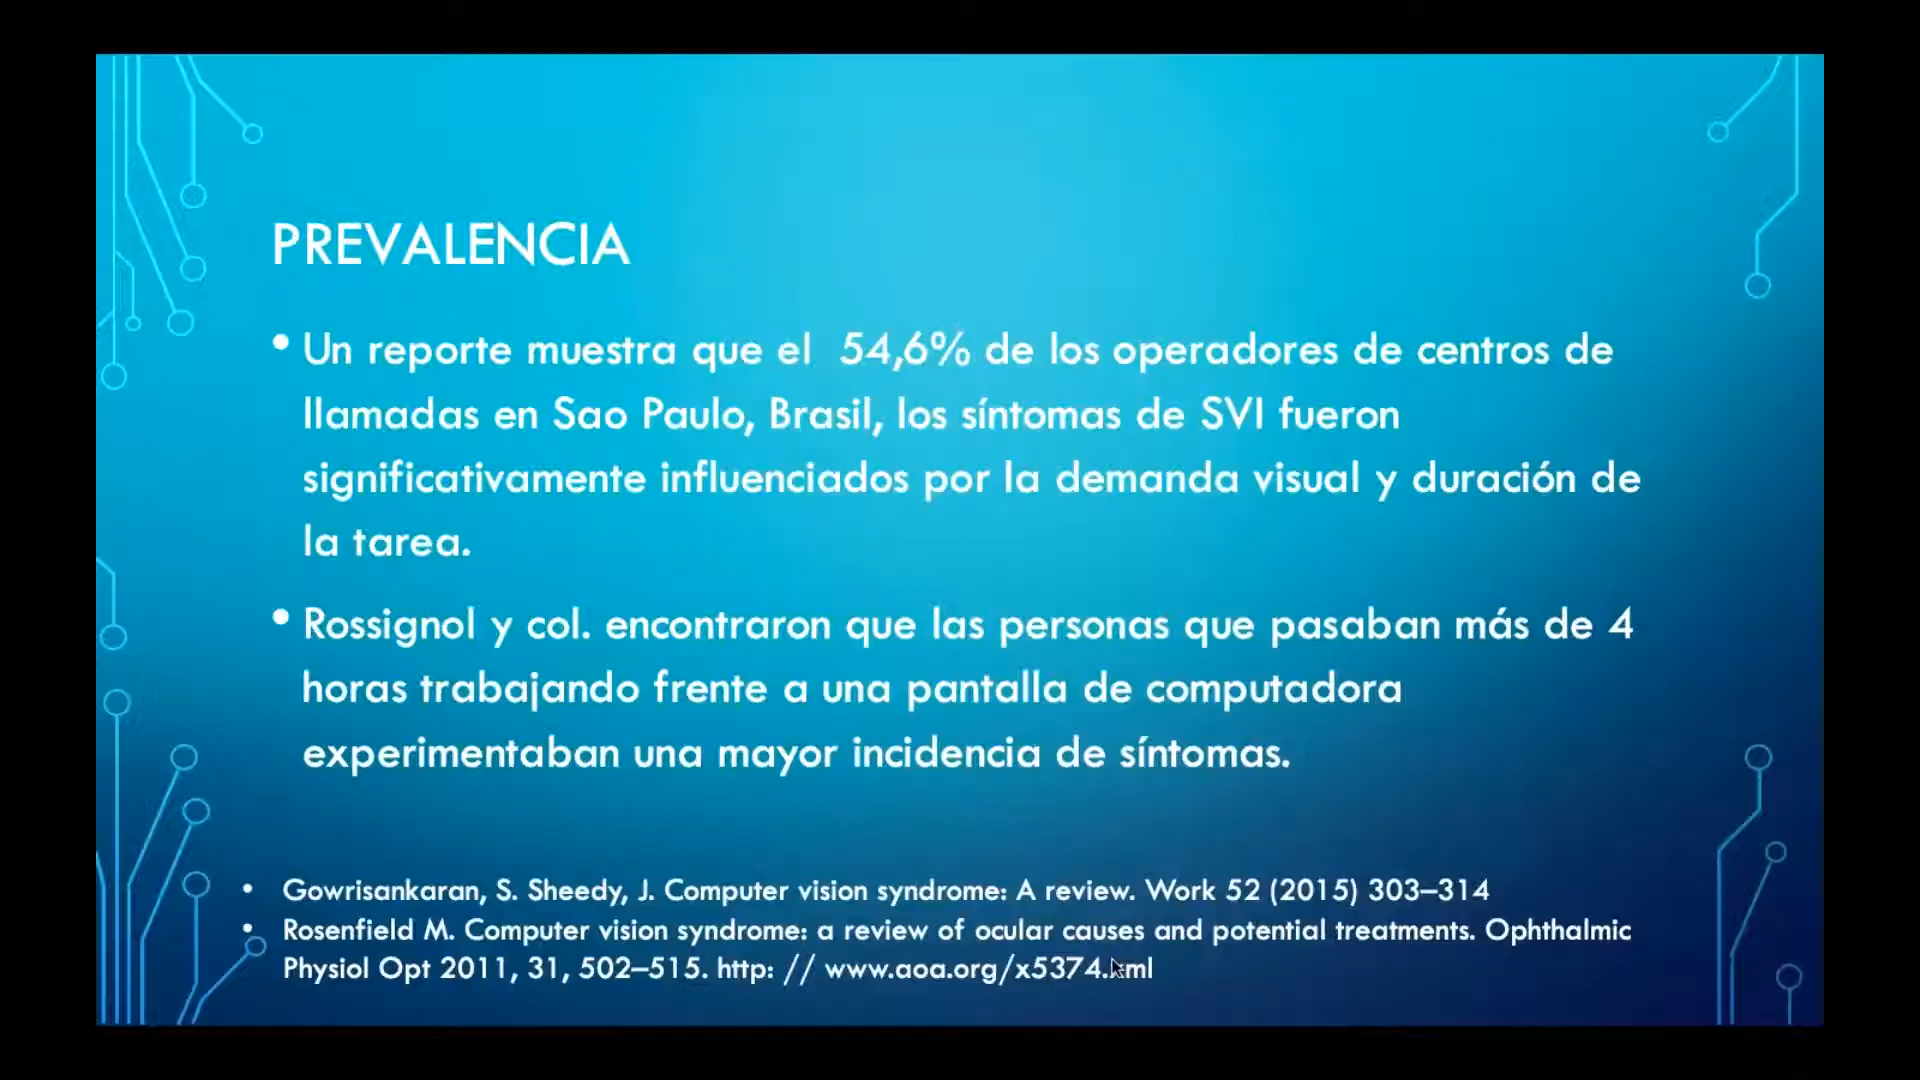 PREVALENCIA
• Un reporte muestra que el 54,6% de los operadores de centros de
llamadas en Sao Paulo, Brasil, los síntomas de SVI fueron
significativamente influenciados por la demanda visual y duración de
la tarea.
• Rossignol y col. encontraron que las personas que pasaban más de 4
horas trabajando frente a una pantalla de computadora
experimentaban una mayor incidencia de síntomas.
• Gowrisankaran, S. Sheedy, J. Computer vision syndrome: A review. Work 52 (2015) 303–314
• Rosenfield M. Computer vision syndrome: a review of ocular causes and potential treatments. Ophthalmic
Physiol Opt 2011, 31, 502–515. http: // www.aoa.org/x5374.xml